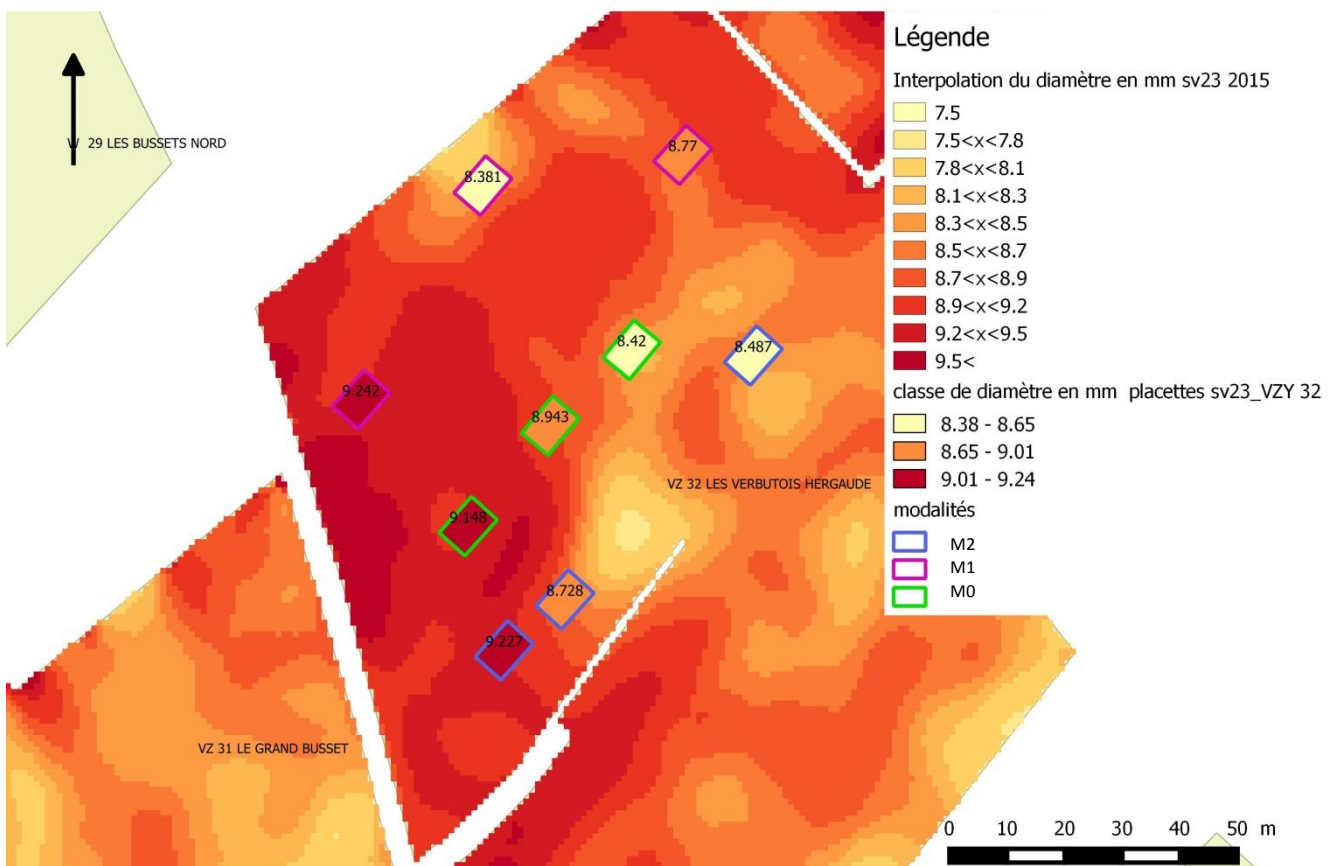 Légende
Interpolation du diamètre en mm sv23 2015
7.5
7.5<x<7.8
7.8<x<8.1
8.1<x<8.3
8.3<x<8.5
8.5<x<8.7
8.7<x<8.9
8.9<x<9.2
9.2<x<9.5
9.5<
classe de diamètre en mm placettes sv23_VZY 32
8.38 - 8.65
8.65 - 9.01
9.01 - 9.24
modalités
M2
M1
M0
29 LES BUSSETS NORD
8.77
8.381
8.42
8.487
9.242
8.943
VZ 32 LES VERBUTOIS HERGAUDE
9.148
8.728
9.227
VZ 31 LE GRAND BUSSET
0 10 20 30 40 50 m